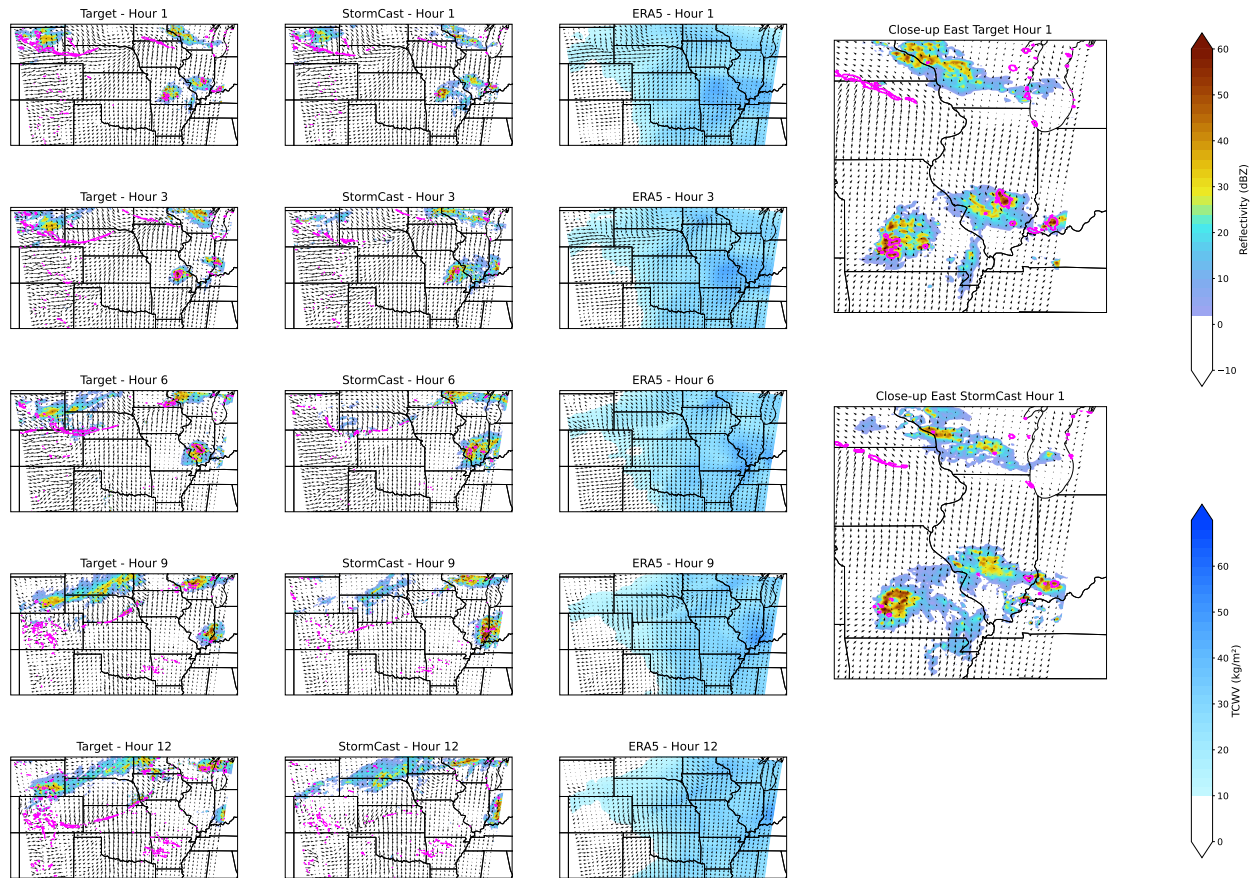 Target - Hour 1
StormCast - Hour 1
ERA5 - Hour 1
Target - Hour 3
StormCast - Hour 3
ERA5 - Hour 3
Target - Hour 6
StormCast - Hour 6
ERA5 - Hour 6
Target - Hour 9
StormCast - Hour 9
ERA5 - Hour 9
Target - Hour 12
StormCast - Hour 12
ERA5 - Hour 12
Close-up East Target Hour 1
Close-up East StormCast Hour 1
60
50
40
30
20
10
0
−10
Reflectivity (dBZ)
60
50
40
30
20
10
0
TCWV (kg/m²)